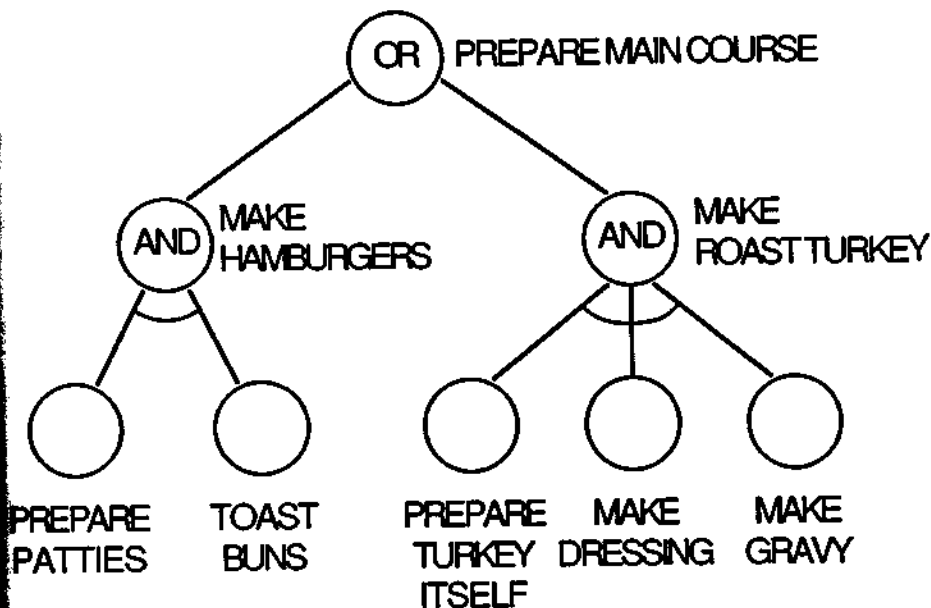 OR
PREPARE MAIN COURSE
AND
MAKE
HAMBURGERS
AND
MAKE
ROAST TURKEY
PREPARE
PATTIES
TOAST
BUNS
PREPARE
TURKEY
ITSELF
MAKE
DRESSING
MAKE
GRAVY